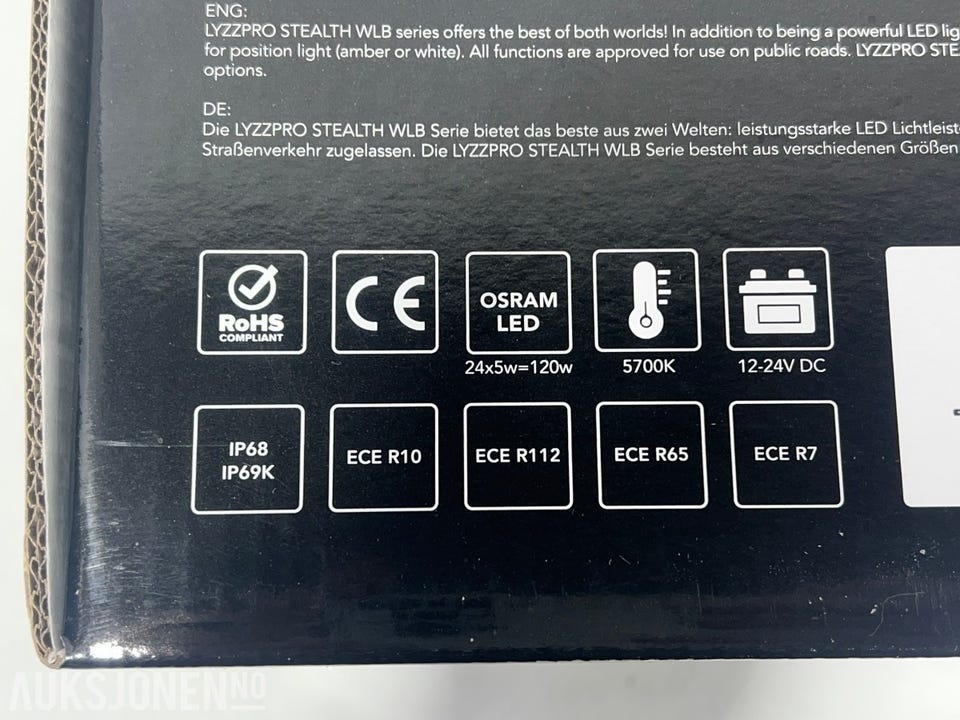 ENG:
LYZZPRO STEALTH WLB series offers the best of both worlds! In addition to being a powerful LED lig
for position light (amber or white). All functions are approved for use on public roads. LYZZPRO STE
options.
DE:
Die LYZZPRO STEALTH WLB Serie bietet das beste aus zwei Welten: leistungsstarke LED Lichtleist
Straßenverkehr zugelassen. Die LYZZPRO STEALTH WLB Serie besteht aus verschiedenen Größen
RoHS
COMPLIANT
CE
OSRAM
LED
24x5w=120w
5700K
12-24V DC
IP68
IP69K
ECE R10
ECE R112
ECE R65
ECE R7
AUKSJONEN.NO